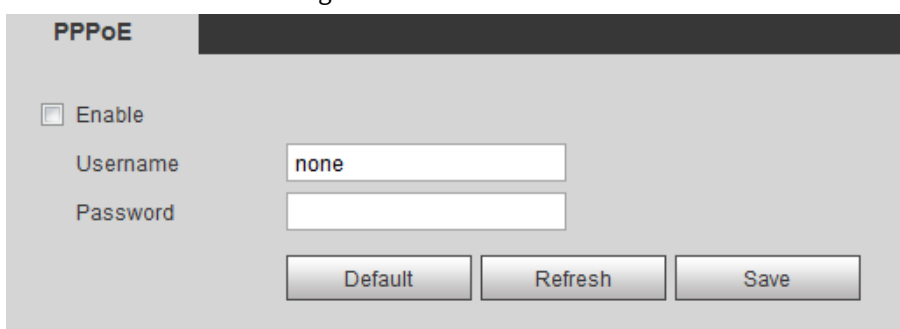 PPPoE
Enable
Username none
Password
Default Refresh Save